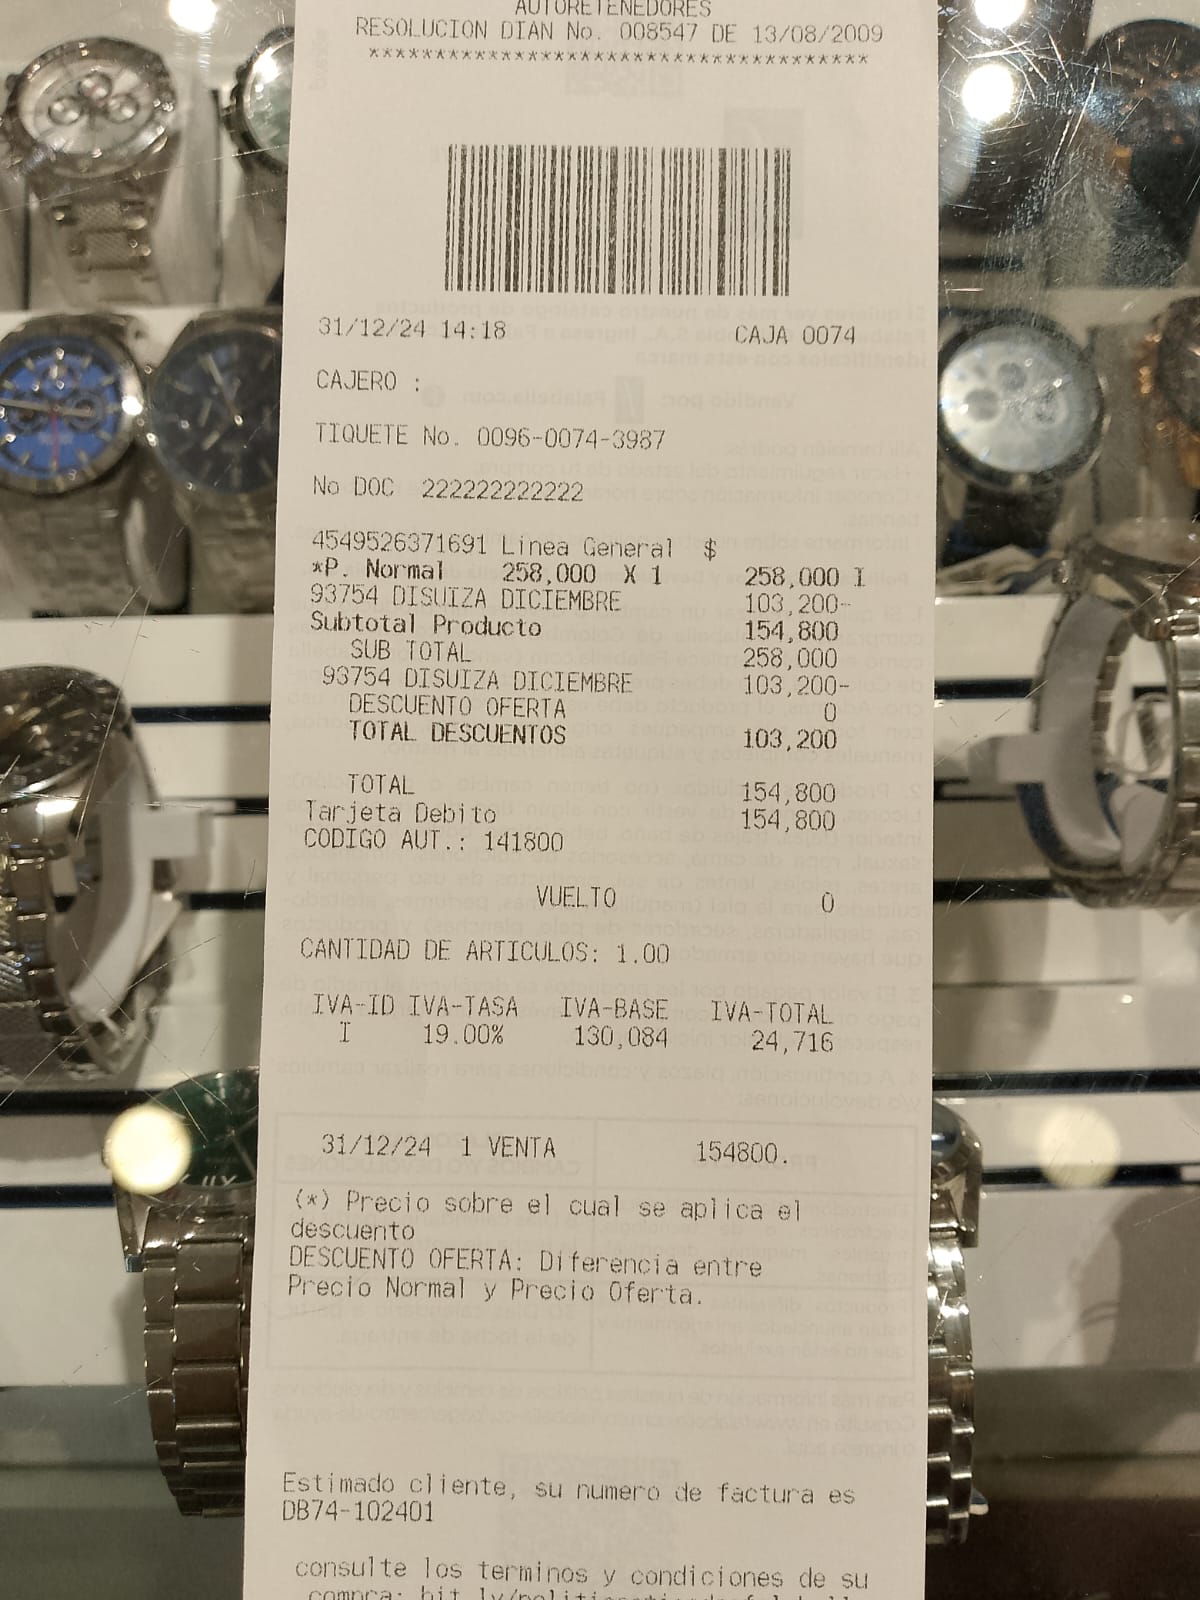 AUTORETENEDORES
RESOLUCION DIAN No. 008547 DE 13/08/2009
**************************************
31/12/24 14:18 CAJA 0074
CAJERO :
TIQUETE No. 0096-0074-3987
No DOC 222222222222
4549526371691 Linea General $
*P. Normal 258,000 X 1 258,000 I
93754 DISUIZA DICIEMBRE 103,200-
Subtotal Producto 154,800
SUB TOTAL 258,000
93754 DISUIZA DICIEMBRE 103,200-
DESCUENTO OFERTA 0
TOTAL DESCUENTOS 103,200
TOTAL 154,800
Tarjeta Debito 154,800
CODIGO AUT.: 141800
VUELTO 0
CANTIDAD DE ARTICULOS: 1.00
IVA-ID IVA-TASA IVA-BASE IVA-TOTAL
I 19.00% 130,084 24,716
31/12/24 1 VENTA 154800.
(*) Precio sobre el cual se aplica el
descuento
DESCUENTO OFERTA: Diferencia entre
Precio Normal y Precio Oferta.
Estimado cliente, su numero de factura es
DB74-102401
consulte los terminos y condiciones de su
compra: